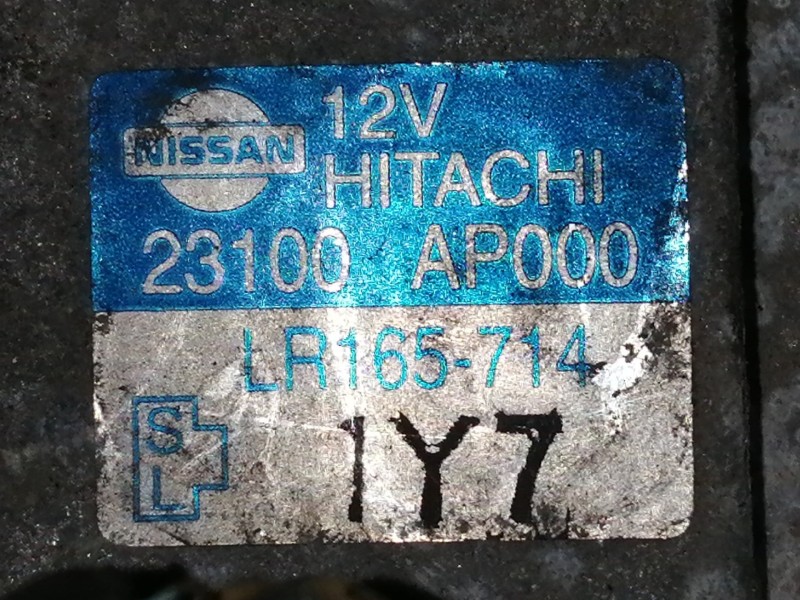 12V
NISSAN
HITACHI
23100 AP000
LR165-714
S
L
1Y7